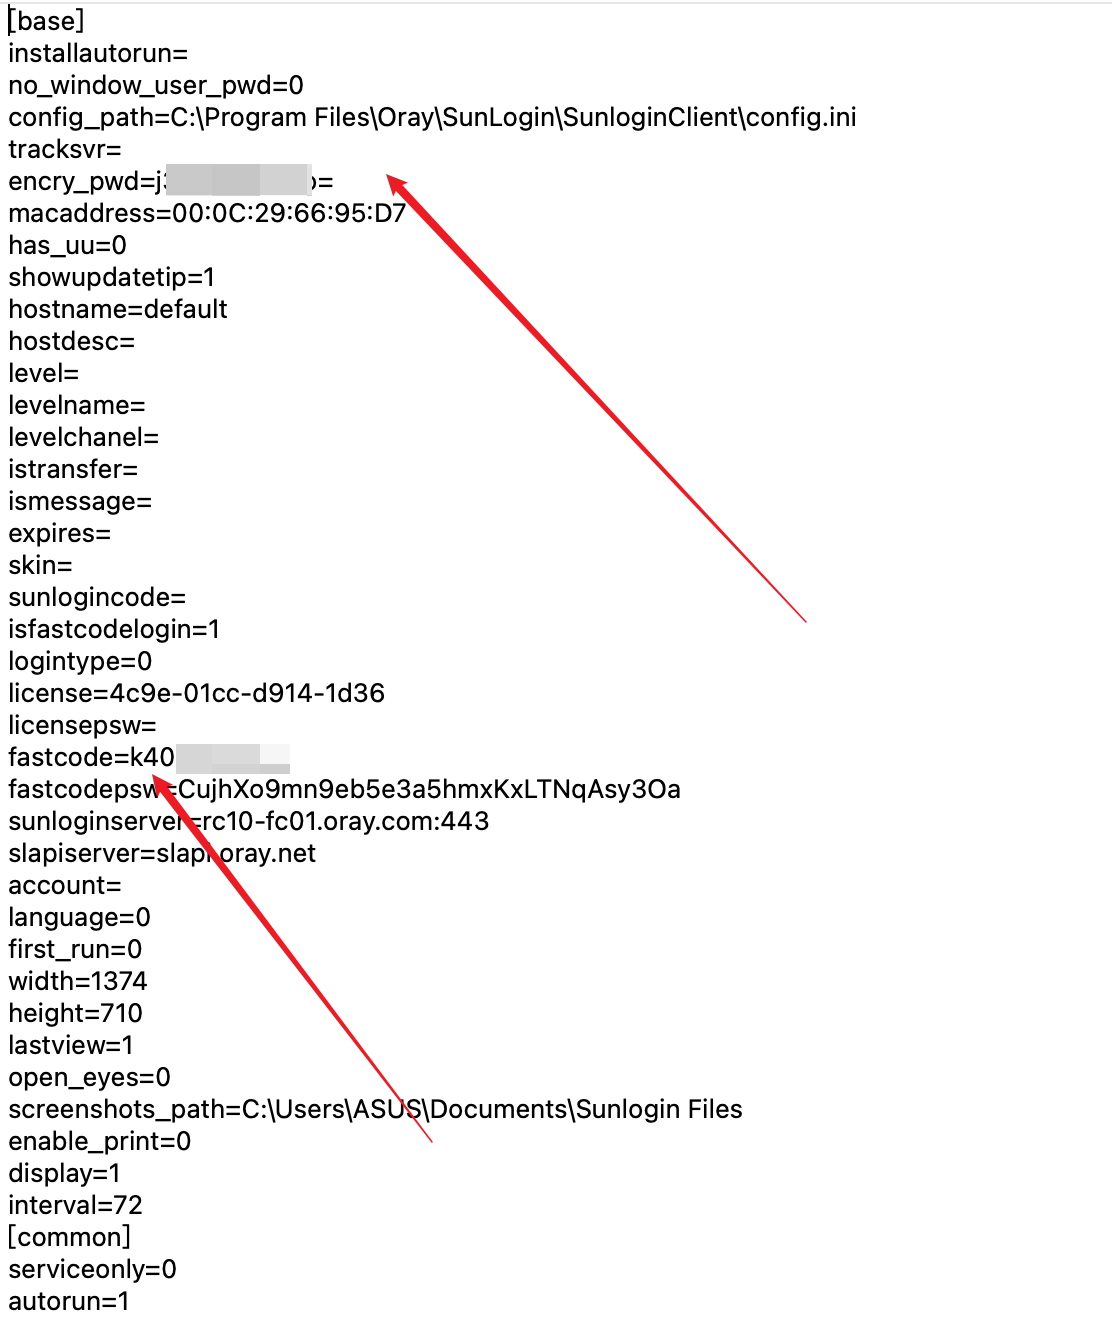 [base]
installautorun=
no_window_user_pwd=0
config_path=C:\Program Files\Oray\SunLogin\SunloginClient\config.ini
tracksvr=
encry_pwd=j
macaddress=00:0C:29:66:95:D7
has_uu=0
showupdatetip=1
hostname=default
hostdesc=
level=
levelname=
levelchanel=
istransfer=
ismessage=
expires=
skin=
sunlogincode=
isfastcodelogin=1
logintype=0
license=4c9e-01cc-d914-1d36
licensepsw=
fastcode=k40
fastcodepsw=CujhXo9mn9eb5e3a5hmxKxLTNqAsy3Oa
sunloginserver=rc10-fc01.oray.com:443
slapiserver=slapi.oray.net
account=
language=0
first_run=0
width=1374
height=710
lastview=1
open_eyes=0
screenshots_path=C:\Users\ASUS\Documents\Sunlogin Files
enable_print=0
display=1
interval=72
[common]
serviceonly=0
autorun=1